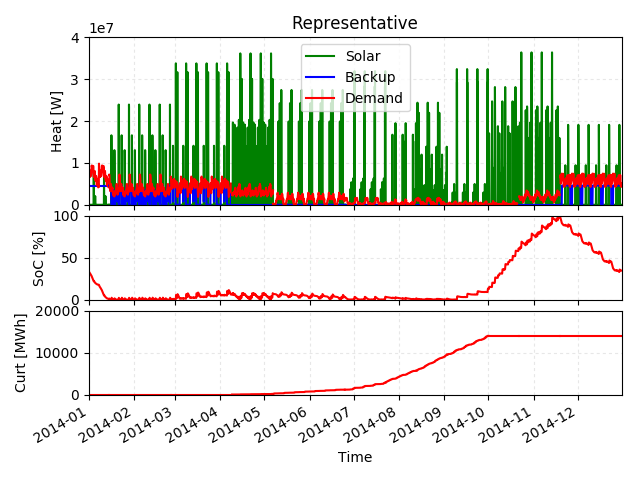 Representative
1e7
4
3
2
1
0
Heat [W]
Solar
Backup
Demand
100
50
0
SoC [%]
20000
10000
0
Curt [MWh]
2014-01
2014-02
2014-03
2014-04
2014-05
2014-06
2014-07
2014-08
2014-09
2014-10
2014-11
2014-12
Time